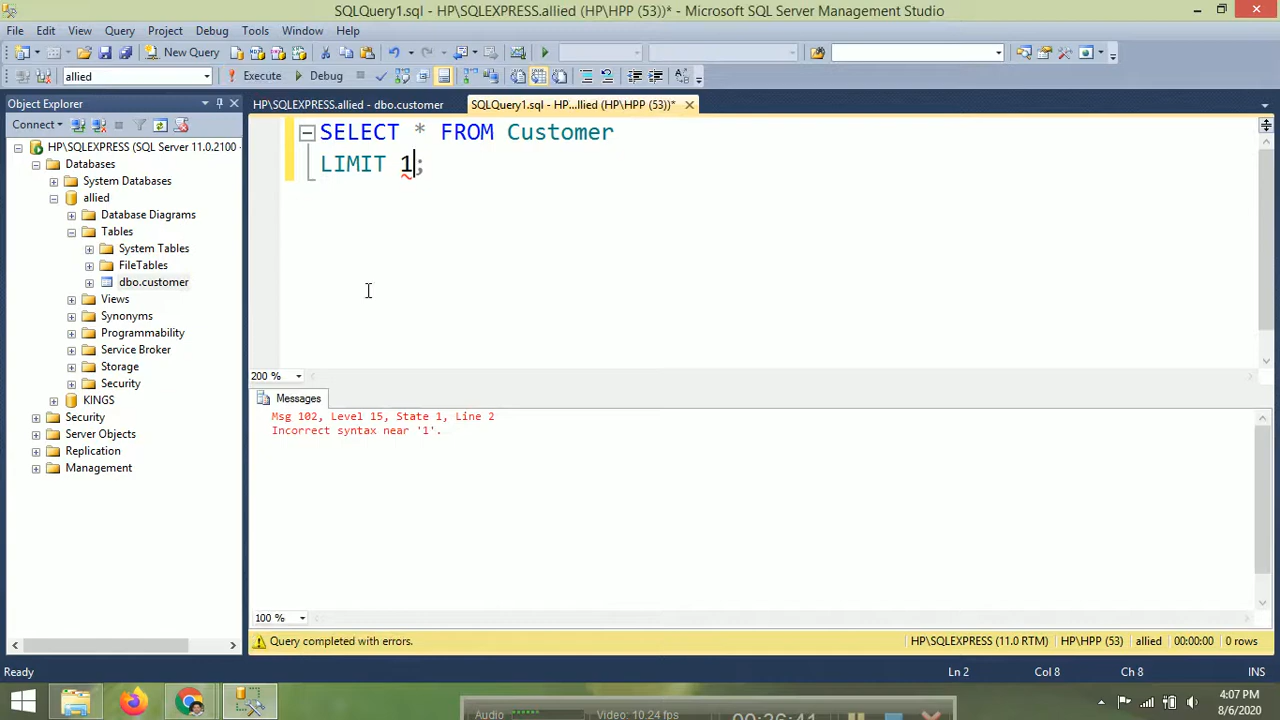 SQLQuery1.sql - HP\SQLEXPRESS.allied (HP\HPP (53))* - Microsoft SQL Server Management Studio
File Edit View Query Project Debug Tools Window Help
New Query
allied Execute Debug
Object Explorer
HP\SQLEXPRESS.allied - dbo.customer SQLQuery1.sql - HP...llied (HP\HPP (53))*
Connect
HP\SQLEXPRESS (SQL Server 11.0.2100 -
Databases
System Databases
allied
Database Diagrams
Tables
System Tables
FileTables
dbo.customer
Views
Synonyms
Programmability
Service Broker
Storage
Security
KINGS
Security
Server Objects
Replication
Management
SELECT * FROM Customer
LIMIT 1;
200 %
Messages
Msg 102, Level 15, State 1, Line 2
Incorrect syntax near '1'.
100 %
Query completed with errors. HP\SQLEXPRESS (11.0 RTM) HP\HPP (53) allied 00:00:00 0 rows
Ready Ln 2 Col 8 Ch 8 INS
4:07 PM
8/6/2020
Audio Video: 10.24 fps 00:26:41